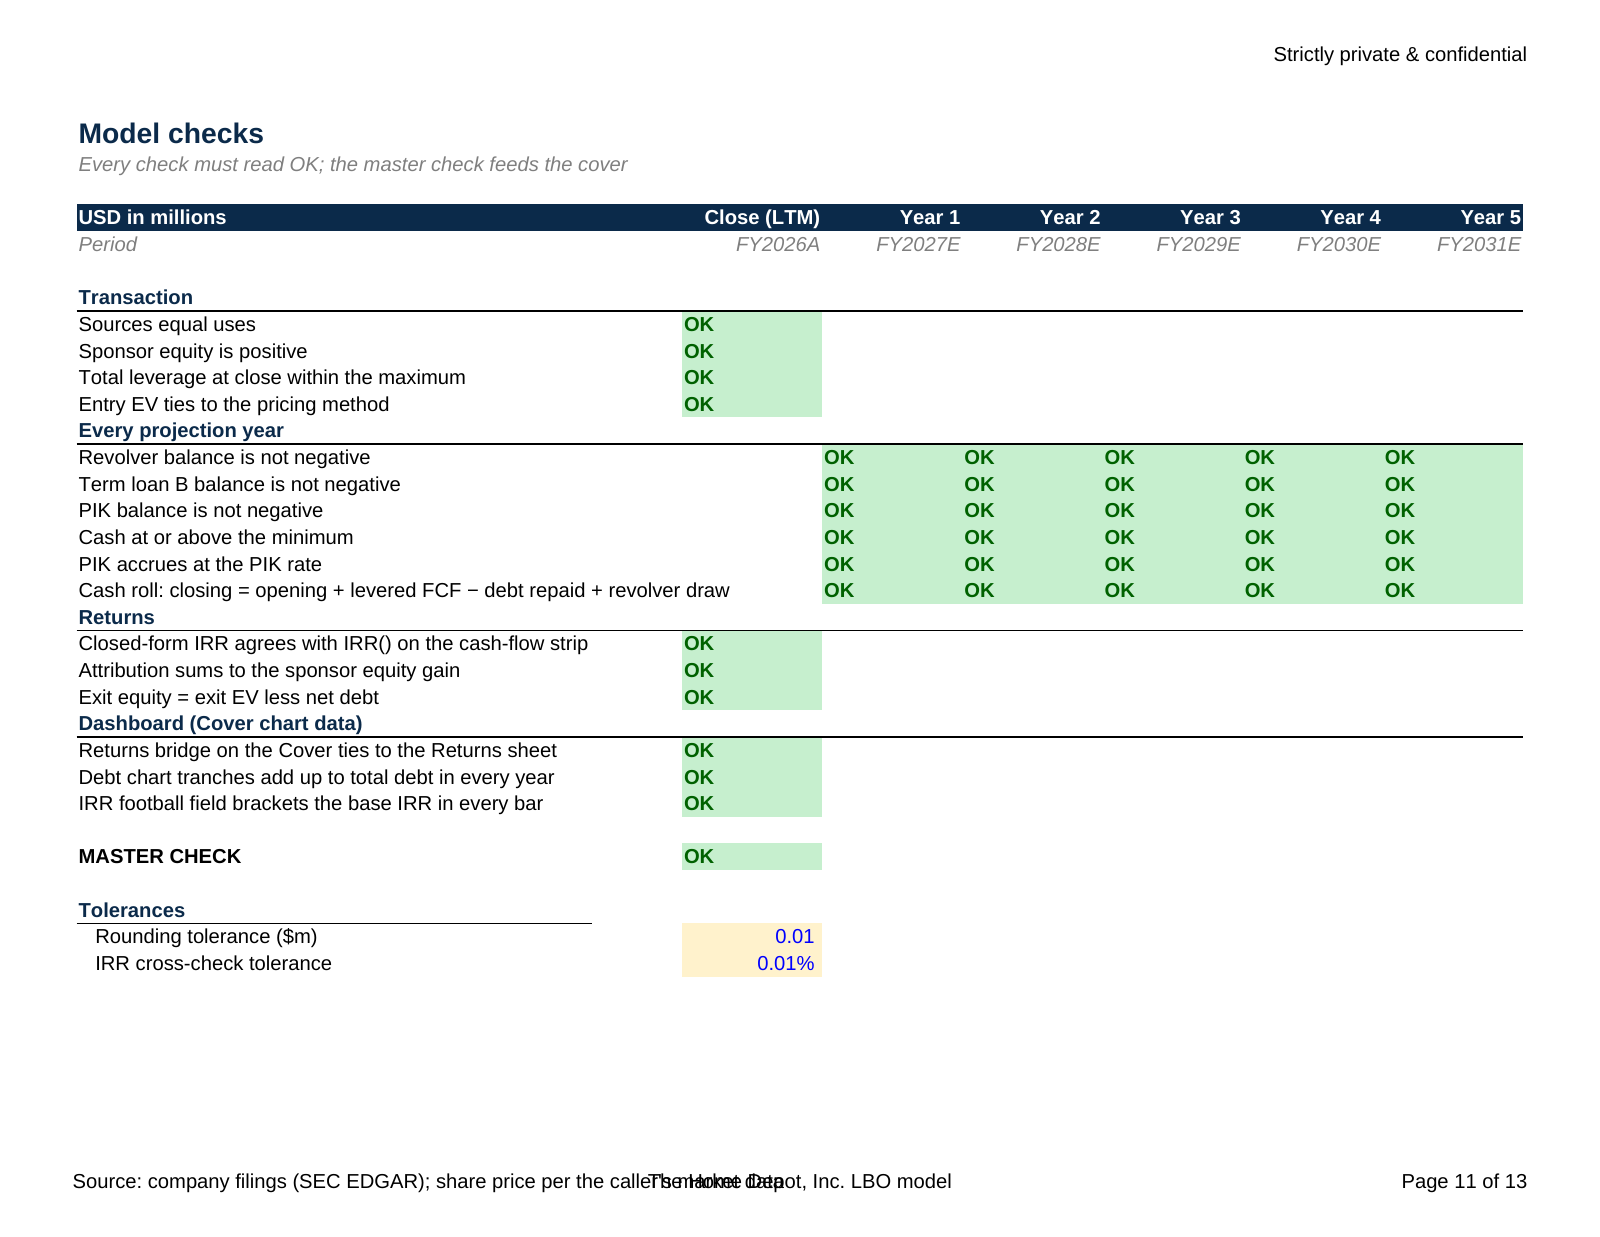 Strictly private & confidential
Model checks
Every check must read OK; the master check feeds the cover
USD in millions Close (LTM) Year 1 Year 2 Year 3 Year 4 Year 5
Period FY2026A FY2027E FY2028E FY2029E FY2030E FY2031E
Transaction
Sources equal uses OK
Sponsor equity is positive OK
Total leverage at close within the maximum OK
Entry EV ties to the pricing method OK
Every projection year
Revolver balance is not negative OK OK OK OK OK
Term loan B balance is not negative OK OK OK OK OK
PIK balance is not negative OK OK OK OK OK
Cash at or above the minimum OK OK OK OK OK
PIK accrues at the PIK rate OK OK OK OK OK
Cash roll: closing = opening + levered FCF − debt repaid + revolver draw OK OK OK OK OK
Returns
Closed-form IRR agrees with IRR() on the cash-flow strip OK
Attribution sums to the sponsor equity gain OK
Exit equity = exit EV less net debt OK
Dashboard (Cover chart data)
Returns bridge on the Cover ties to the Returns sheet OK
Debt chart tranches add up to total debt in every year OK
IRR football field brackets the base IRR in every bar OK
MASTER CHECK OK
Tolerances
Rounding tolerance ($m) 0.01
IRR cross-check tolerance 0.01%
Source: company filings (SEC EDGAR); share price per the caller's market data The Home Depot, Inc. LBO model Page 11 of 13